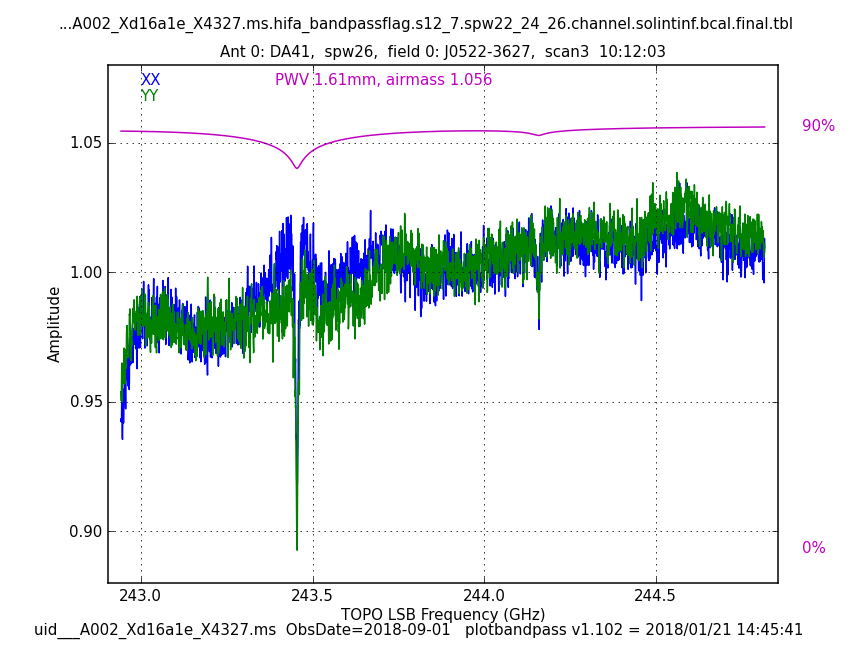 ...A002_Xd16a1e_X4327.ms.hifa_bandpassflag.s12_7.spw22_24_26.channel.solintinf.bcal.final.tbl
Ant 0: DA41, spw26, field 0: J0522-3627, scan3 10:12:03
XX
PWV 1.61mm, airmass 1.056
YY
90%
1.05
1.00
0.95
0.90
Amplitude
0%
243.0 243.5 244.0 244.5
TOPO LSB Frequency (GHz)
uid___A002_Xd16a1e_X4327.ms ObsDate=2018-09-01 plotbandpass v1.102 = 2018/01/21 14:45:41